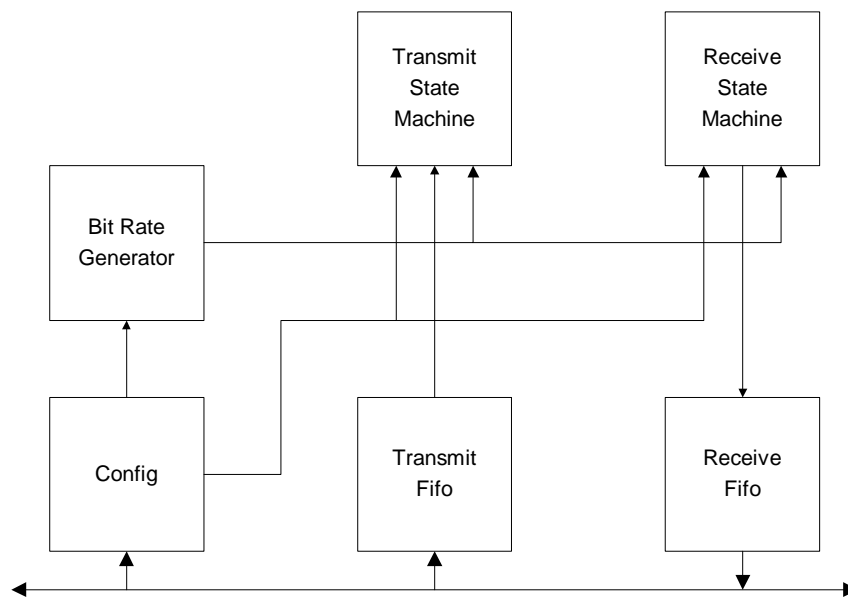 Transmit
State
Machine
Receive
State
Machine
Bit Rate
Generator
Config
Transmit
Fifo
Receive
Fifo